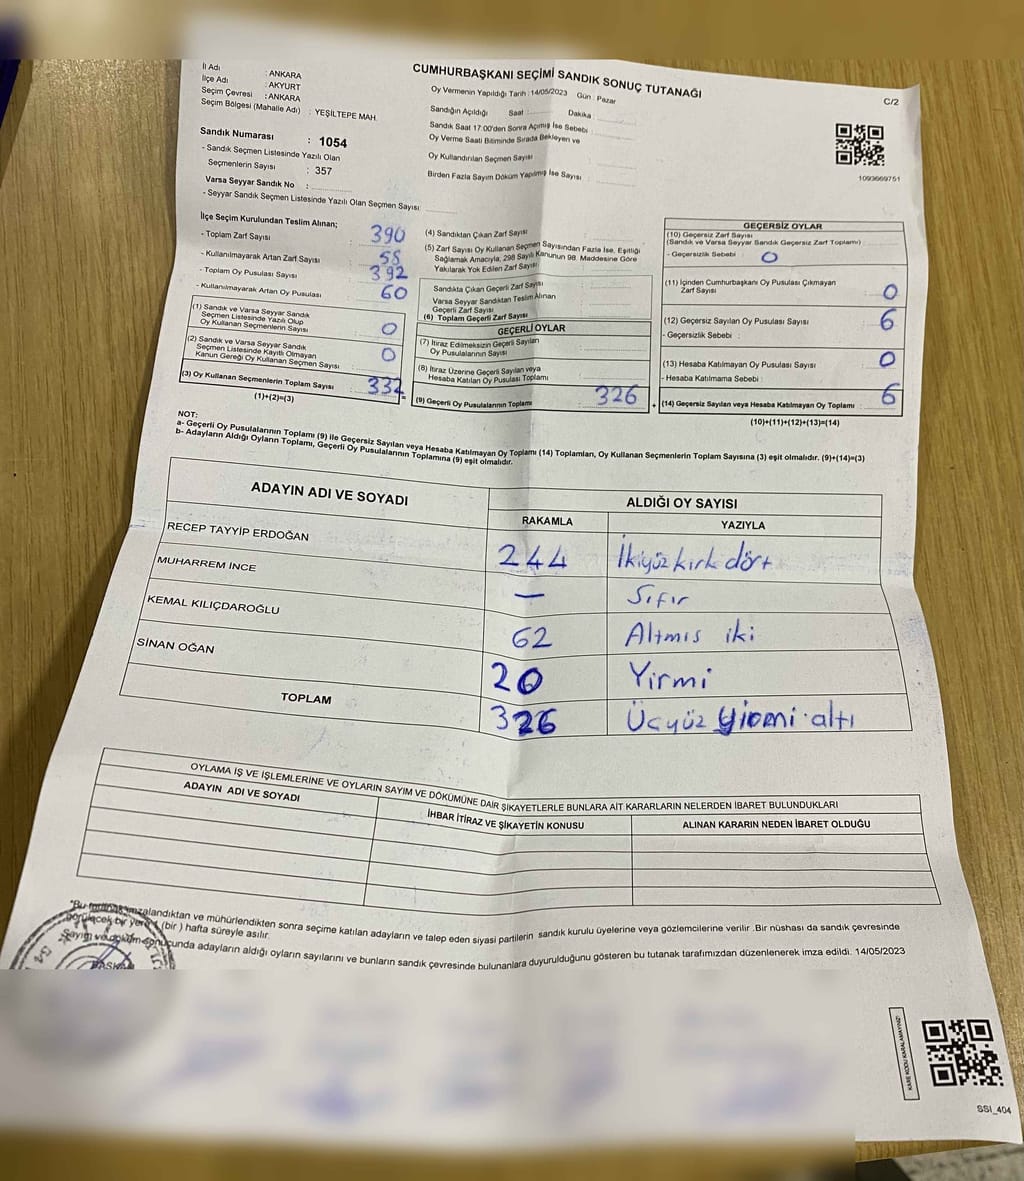 CUMHURBAŞKANI SEÇİMİ SANDIK SONUÇ TUTANAĞI
C/2
İl Adı : ANKARA
İlçe Adı : AKYURT
Seçim Çevresi : ANKARA
Seçim Bölgesi (Mahalle Adı) : YEŞİLTEPE MAH.
Sandık Numarası : 1054
- Sandık Seçmen Listesinde Yazılı Olan
Seçmenlerin Sayısı : 357
Varsa Seyyar Sandık No :
- Seyyar Sandık Seçmen Listesinde Yazılı Olan Seçmen Sayısı
Oy Vermenin Yapıldığı Tarih : 14/05/2023 Gün : Pazar
Sandığın Açıldığı Saat : Dakika
Sandık Saat 17:00'den Sonra Açmış İse Sebebi :
Oy Verme Saati Bitiminde Sırada Bekleyen ve
Oy Kullandırılan Seçmen Sayısı
Birden Fazla Sayım Döküm Yapılmış İse Sayısı :
1093669751
İlçe Seçim Kurulundan Teslim Alınan;
- Toplam Zarf Sayısı 390
- Kullanılmayarak Artan Zarf Sayısı 58
- Toplam Oy Pusulası Sayısı 392
- Kullanılmayarak Artan Oy Pusulası 60
(1) Sandık ve Varsa Seyyar Sandık
Seçmen Listesinde Yazılı Olup
Oy Kullanan Seçmenlerin Sayısı 0
(2) Sandık ve Varsa Seyyar Sandık
Seçmen Listesinde Kayıtlı Olmayan
Kanun Gereği Oy Kullanan Seçmen Sayısı 0
(3) Oy Kullanan Seçmenlerin Toplam Sayısı 332
(1)+(2)=(3)
(4) Sandıktan Çıkan Zarf Sayısı
(5) Zarf Sayısı Oy Kullanan Seçmen Sayısından Fazla İse, Eşitliği
Sağlamak Amacıyla, 298 Sayılı Kanunun 98. Maddesine Göre
Yakılarak Yok Edilen Zarf Sayısı
Sandıkta Çıkan Geçerli Zarf Sayısı
Varsa Seyyar Sandıktan Teslim Alınan
Geçerli Zarf Sayısı
(6) Toplam Geçerli Zarf Sayısı
GEÇERLİ OYLAR
(7) İtiraz Edilmeksizin Geçerli Sayılan
Oy Pusulalarının Sayısı
(8) İtiraz Üzerine Geçerli Sayılan veya
Hesaba Katılan Oy Pusulası Toplamı
(9) Geçerli Oy Pusulalarının Toplamı 326
GEÇERSİZ OYLAR
(10) Geçersiz Zarf Sayısı
(Sandık ve Varsa Seyyar Sandık Geçersiz Zarf Toplamı) :
- Geçersizlik Sebebi : 0
(11) İçinden Cumhurbaşkanı Oy Pusulası Çıkmayan
Zarf Sayısı 0
(12) Geçersiz Sayılan Oy Pusulası Sayısı : 6
- Geçersizlik Sebebi :
(13) Hesaba Katılmayan Oy Pusulası Sayısı : 0
- Hesaba Katılmama Sebebi :
+ (14) Geçersiz Sayılan veya Hesaba Katılmayan Oy Toplamı : 6
(10)+(11)+(12)+(13)=(14)
NOT:
a- Geçerli Oy Pusulalarının Toplamı (9) ile Geçersiz Sayılan veya Hesaba Katılmayan Oy Toplamı (14) Toplamları, Oy Kullanan Seçmenlerin Toplam Sayısına (3) eşit olmalıdır. (9)+(14)=(3)
b- Adayların Aldığı Oyların Toplamı, Geçerli Oy Pusulalarının Toplamına (9) eşit olmalıdır.
ADAYIN ADI VE SOYADI ALDIĞI OY SAYISI
RAKAMLA YAZIYLA
RECEP TAYYİP ERDOĞAN 244 İkiyüz kırk dört
MUHARREM İNCE — Sıfır
KEMAL KILIÇDAROĞLU 62 Altmıs iki
SİNAN OĞAN 20 Yirmi
TOPLAM 326 Ücyüz yirmi altı
OYLAMA İŞ VE İŞLEMLERİNE VE OYLARIN SAYIM VE DÖKÜMÜNE DAİR ŞİKAYETLERLE BUNLARA AİT KARARLARIN NELERDEN İBARET BULUNDUKLARI
ADAYIN ADI VE SOYADI İHBAR İTİRAZ VE ŞİKAYETİN KONUSU ALINAN KARARIN NEDEN İBARET OLDUĞU
"Bu tutanak imzalandıktan ve mühürlendikten sonra seçime katılan adayların ve talep eden siyasi partilerin sandık kurulu üyelerine veya gözlemcilerine verilir .Bir nüshası da sandık çevresinde
görülecek bir yere 1 (bir ) hafta süreyle asılır.
Sayım ve döküm sonucunda adayların aldığı oyların sayılarını ve bunların sandık çevresinde bulunanlara duyurulduğunu gösteren bu tutanak tarafımızdan düzenlenerek imza edildi. 14/05/2023
BAŞKAN
KARE KODU KARALAMAYINIZ!
SSI_404